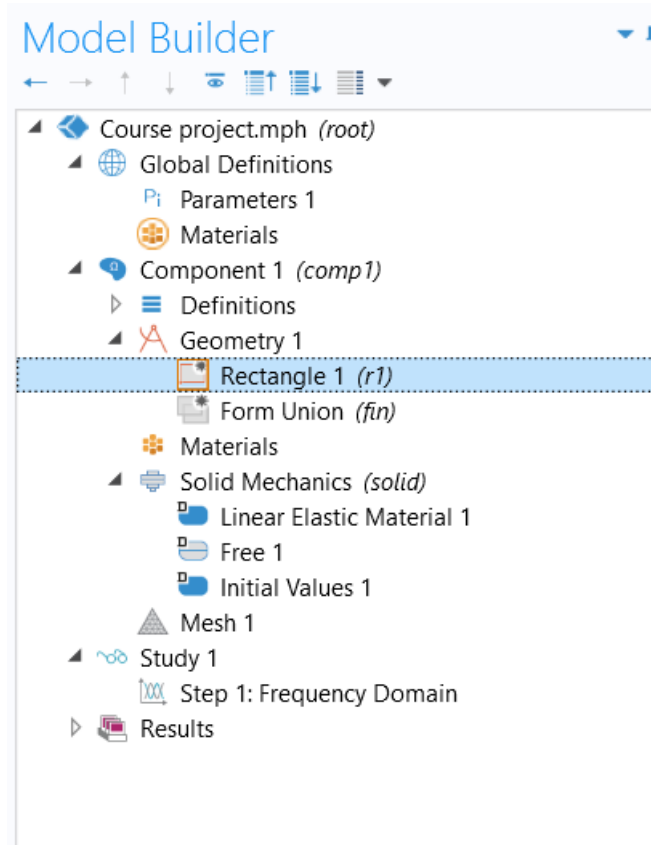 Model Builder
Course project.mph (root)
Global Definitions
Pi Parameters 1
Materials
Component 1 (comp1)
Definitions
Geometry 1
Rectangle 1 (r1)
Form Union (fin)
Materials
Solid Mechanics (solid)
D Linear Elastic Material 1
D Free 1
D Initial Values 1
Mesh 1
Study 1
Step 1: Frequency Domain
Results